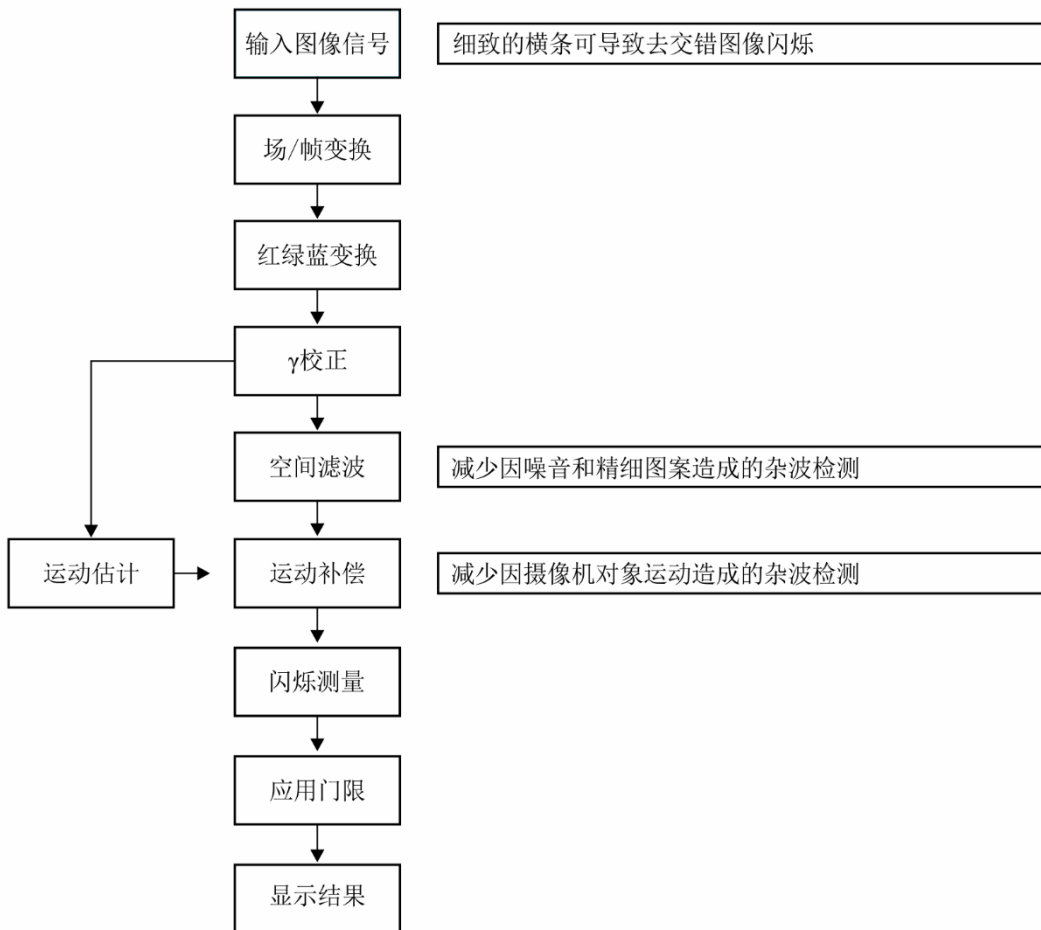 输入图像信号
细致的横条可导致去交错图像闪烁
场/帧变换
红绿蓝变换
γ校正
空间滤波
减少因噪音和精细图案造成的杂波检测
运动估计
运动补偿
减少因摄像机对象运动造成的杂波检测
闪烁测量
应用门限
显示结果